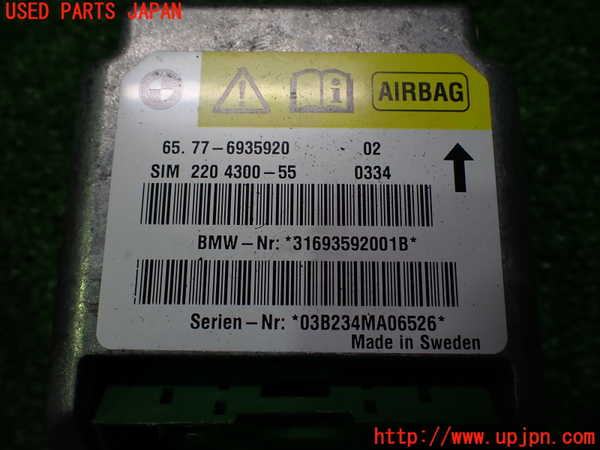 USED PARTS JAPAN
AIRBAG
65. 77-6935920 02
SIM 220 4300-55 0334
BMW-Nr: *31693592001B*
Serien-Nr: *03B234MA06526*
Made in Sweden
http://www.upjpn.com/